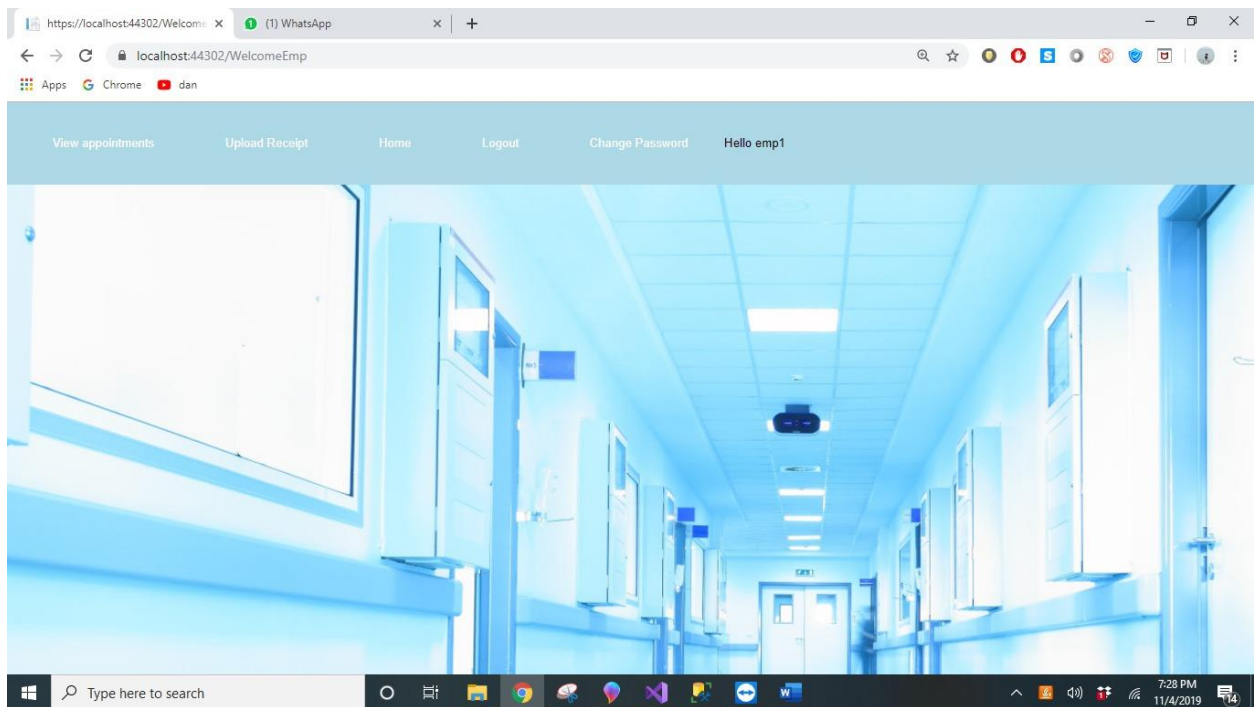 https://localhost:44302/Welcome
(1) WhatsApp
localhost:44302/WelcomeEmp
Apps Chrome dan
View appointments Upload Receipt Home Logout Change Password Hello emp1
Type here to search
7:28 PM
11/4/2019
14